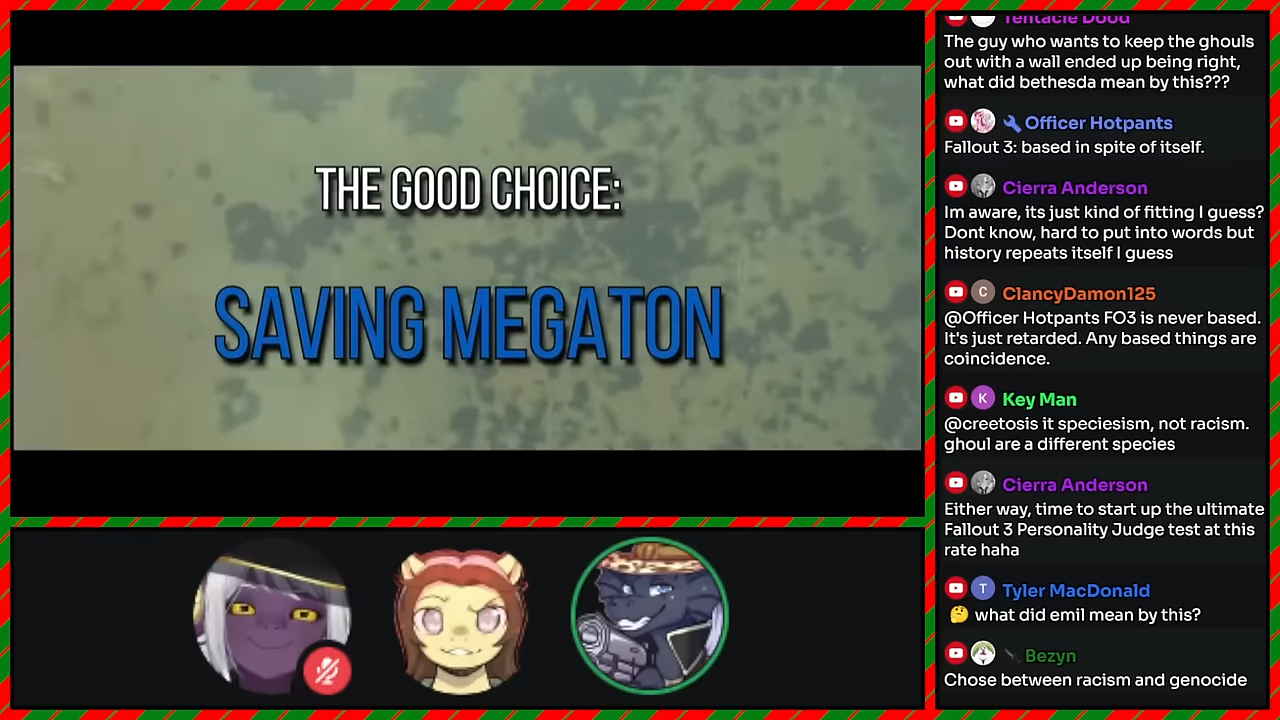 THE GOOD CHOICE:
SAVING MEGATON
Tentacle Dood
The guy who wants to keep the ghouls
out with a wall ended up being right,
what did bethesda mean by this???
Officer Hotpants
Fallout 3: based in spite of itself.
Cierra Anderson
Im aware, its just kind of fitting I guess?
Dont know, hard to put into words but
history repeats itself I guess
C ClancyDamon125
@Officer Hotpants FO3 is never based.
It's just retarded. Any based things are
coincidence.
K Key Man
@creetosis it speciesism, not racism.
ghoul are a different species
Cierra Anderson
Either way, time to start up the ultimate
Fallout 3 Personality Judge test at this
rate haha
T Tyler MacDonald
🤔 what did emil mean by this?
Bezyn
Chose between racism and genocide